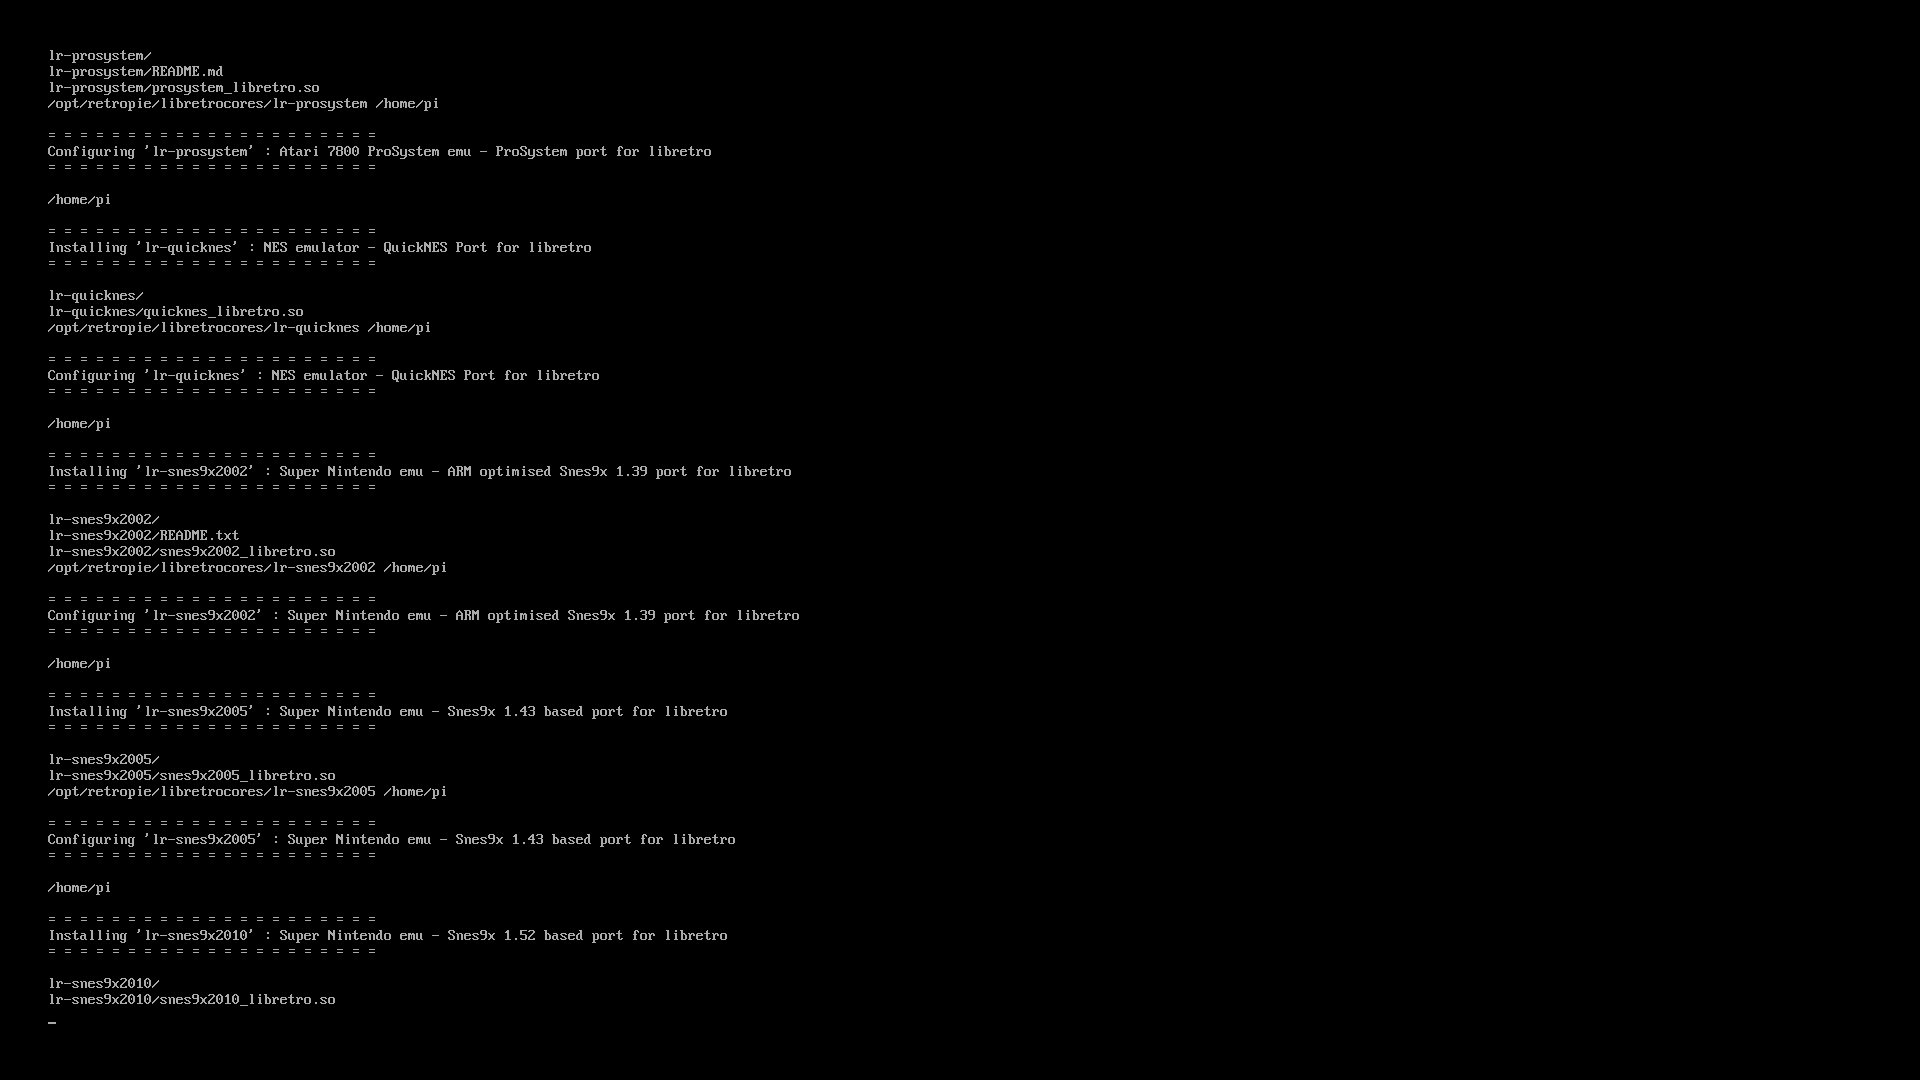 lr-prosystem/
lr-prosystem/README.md
lr-prosystem/prosystem_libretro.so
/opt/retropie/libretrocores/lr-prosystem /home/pi
= = = = = = = = = = = = = = = = = = = = =
Configuring 'lr-prosystem' : Atari 7800 ProSystem emu - ProSystem port for libretro
= = = = = = = = = = = = = = = = = = = = =
/home/pi
= = = = = = = = = = = = = = = = = = = = =
Installing 'lr-quicknes' : NES emulator - QuickNES Port for libretro
= = = = = = = = = = = = = = = = = = = = =
lr-quicknes/
lr-quicknes/quicknes_libretro.so
/opt/retropie/libretrocores/lr-quicknes /home/pi
= = = = = = = = = = = = = = = = = = = = =
Configuring 'lr-quicknes' : NES emulator - QuickNES Port for libretro
= = = = = = = = = = = = = = = = = = = = =
/home/pi
= = = = = = = = = = = = = = = = = = = = =
Installing 'lr-snes9x2002' : Super Nintendo emu - ARM optimised Snes9x 1.39 port for libretro
= = = = = = = = = = = = = = = = = = = = =
lr-snes9x2002/
lr-snes9x2002/README.txt
lr-snes9x2002/snes9x2002_libretro.so
/opt/retropie/libretrocores/lr-snes9x2002 /home/pi
= = = = = = = = = = = = = = = = = = = = =
Configuring 'lr-snes9x2002' : Super Nintendo emu - ARM optimised Snes9x 1.39 port for libretro
= = = = = = = = = = = = = = = = = = = = =
/home/pi
= = = = = = = = = = = = = = = = = = = = =
Installing 'lr-snes9x2005' : Super Nintendo emu - Snes9x 1.43 based port for libretro
= = = = = = = = = = = = = = = = = = = = =
lr-snes9x2005/
lr-snes9x2005/snes9x2005_libretro.so
/opt/retropie/libretrocores/lr-snes9x2005 /home/pi
= = = = = = = = = = = = = = = = = = = = =
Configuring 'lr-snes9x2005' : Super Nintendo emu - Snes9x 1.43 based port for libretro
= = = = = = = = = = = = = = = = = = = = =
/home/pi
= = = = = = = = = = = = = = = = = = = = =
Installing 'lr-snes9x2010' : Super Nintendo emu - Snes9x 1.52 based port for libretro
= = = = = = = = = = = = = = = = = = = = =
lr-snes9x2010/
lr-snes9x2010/snes9x2010_libretro.so
_